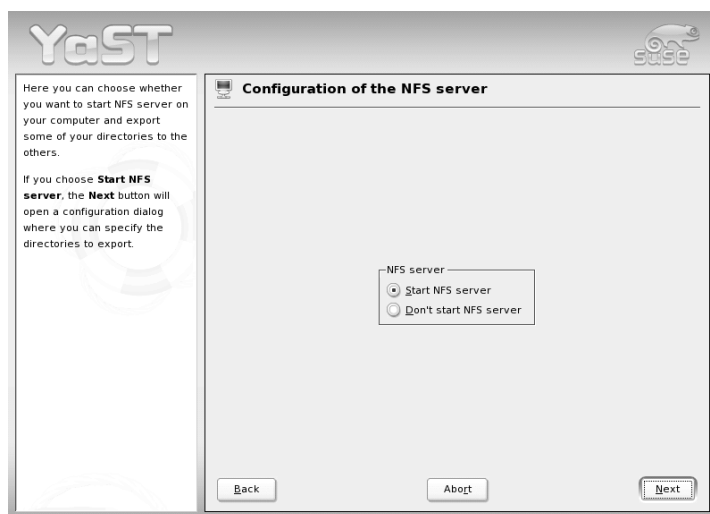 YaST
SUSE
Here you can choose whether
you want to start NFS server on
your computer and export
some of your directories to the
others.
If you choose Start NFS
server, the Next button will
open a configuration dialog
where you can specify the
directories to export.
Configuration of the NFS server
NFS server
Start NFS server
Don't start NFS server
Back
Abort
Next